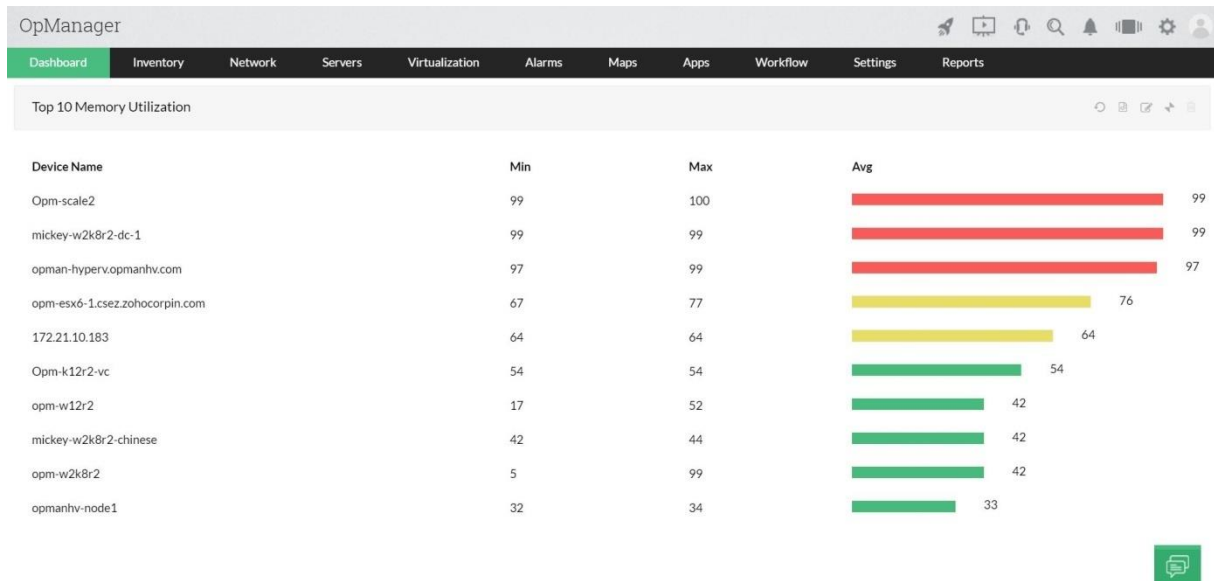 OpManager
Dashboard Inventory Network Servers Virtualization Alarms Maps Apps Workflow Settings Reports
Top 10 Memory Utilization
Device Name Min Max Avg
Opm-scale2 99 100 99
mickey-w2k8r2-dc-1 99 99 99
opman-hyperv.opmanhv.com 97 99 97
opm-esx6-1.csez.zohocorpin.com 67 77 76
172.21.10.183 64 64 64
Opm-k12r2-vc 54 54 54
opm-w12r2 17 52 42
mickey-w2k8r2-chinese 42 44 42
opm-w2k8r2 5 99 42
opmanhv-node1 32 34 33